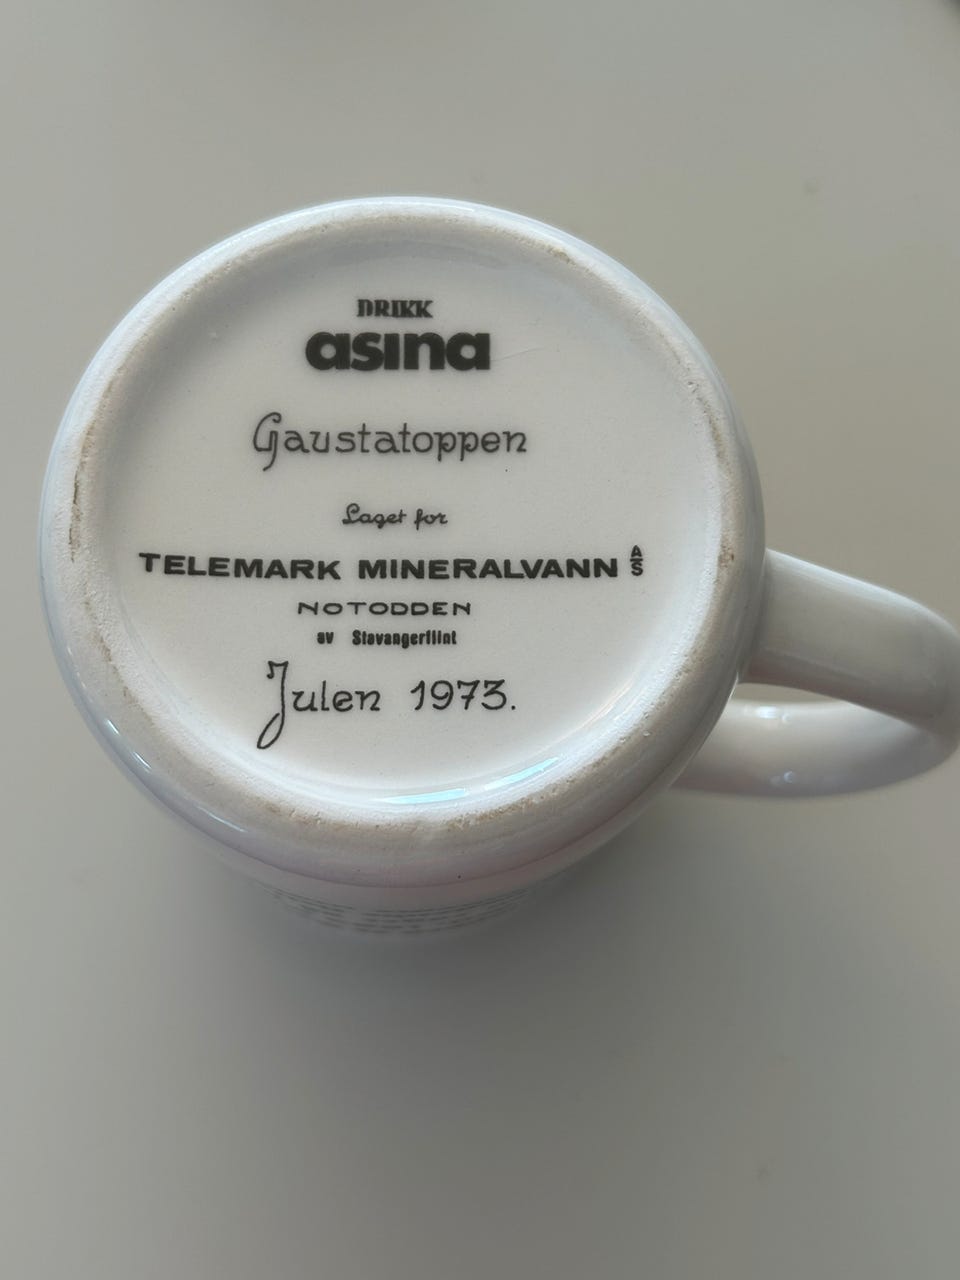 DRIKK
asina
Gaustatoppen
Laget for
TELEMARK MINERALVANN A/S
NOTODDEN
av Stavangerflint
Julen 1973.